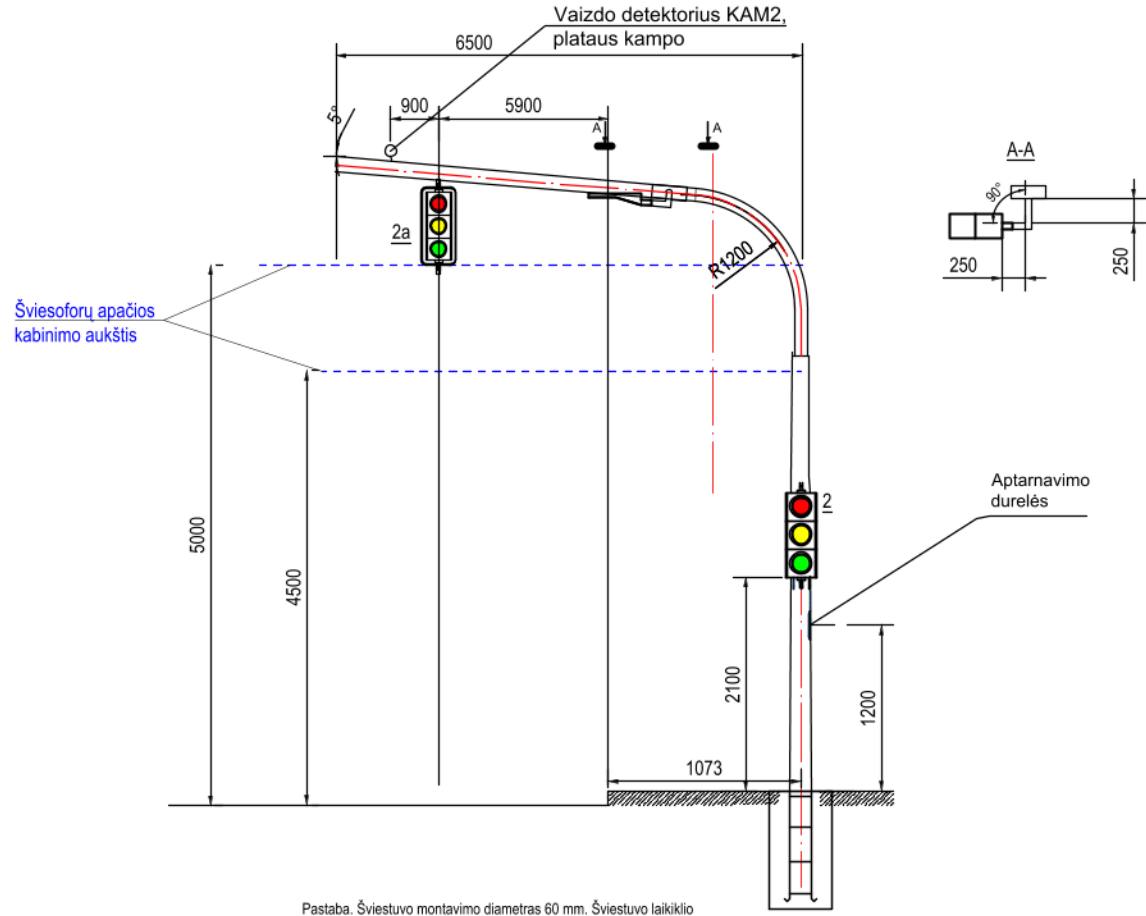 Vaizdo detektorius KAM2,
plataus kampo
6500
900
5900
5°
A
A
A-A
90°
250
250
2a
R1200
Šviesoforų apačios
kabinimo aukštis
2
Aptarnavimo
durelės
5000
4500
2100
1200
1073
Pastaba. Šviestuvo montavimo diametras 60 mm. Šviestuvo laikiklio